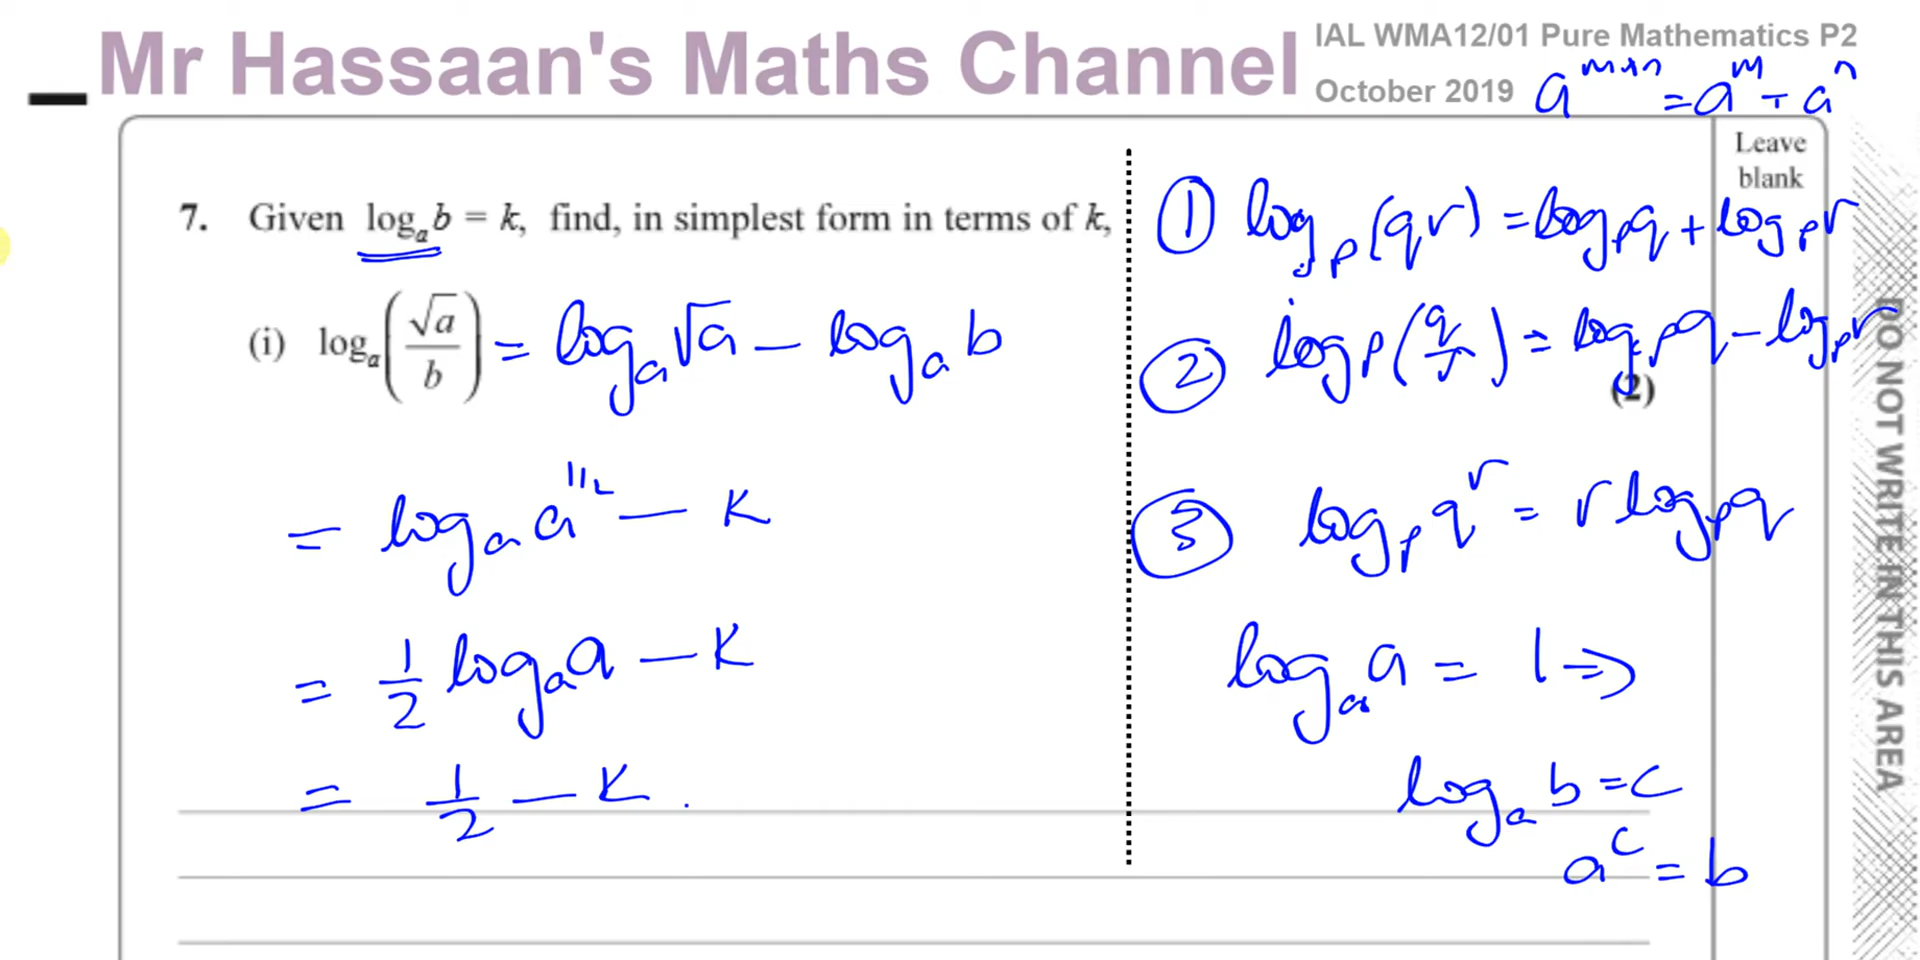 Mr Hassaan's Maths Channel
IAL WMA12/01 Pure Mathematics P2
October 2019
a^{m+n} = a^m + a^n
Leave
blank
7. Given log_a b = k, find, in simplest form in terms of k,
(i) log_a(√a/b) = log_a √a − log_a b
(2)
= log_a a^{1/2} − k
= 1/2 log_a a − k
= 1/2 − k.
① log_p(qr) = log_p q + log_p r
② log_p(q/r) = log_p q − log_p r
③ log_p q^r = r log_p q
log_a a = 1 ⇒
log_a b = c
a^c = b
DO NOT WRITE IN THIS AREA